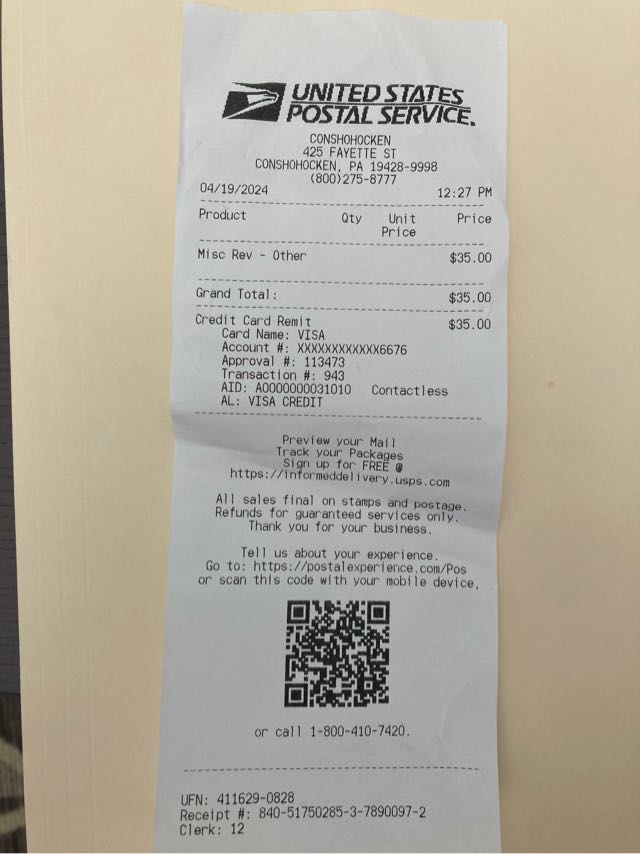 UNITED STATES
POSTAL SERVICE.
CONSHOHOCKEN
425 FAYETTE ST
CONSHOHOCKEN, PA 19428-9998
(800)275-8777
04/19/2024 12:27 PM
Product Qty Unit Price
Price
Misc Rev - Other $35.00
Grand Total: $35.00
Credit Card Remit $35.00
Card Name: VISA
Account #: XXXXXXXXXXXX6676
Approval #: 113473
Transaction #: 943
AID: A0000000031010 Contactless
AL: VISA CREDIT
Preview your Mail
Track your Packages
Sign up for FREE @
https://informeddelivery.usps.com
All sales final on stamps and postage.
Refunds for guaranteed services only.
Thank you for your business.
Tell us about your experience.
Go to: https://postalexperience.com/Pos
or scan this code with your mobile device,
or call 1-800-410-7420.
UFN: 411629-0828
Receipt #: 840-51750285-3-7890097-2
Clerk: 12